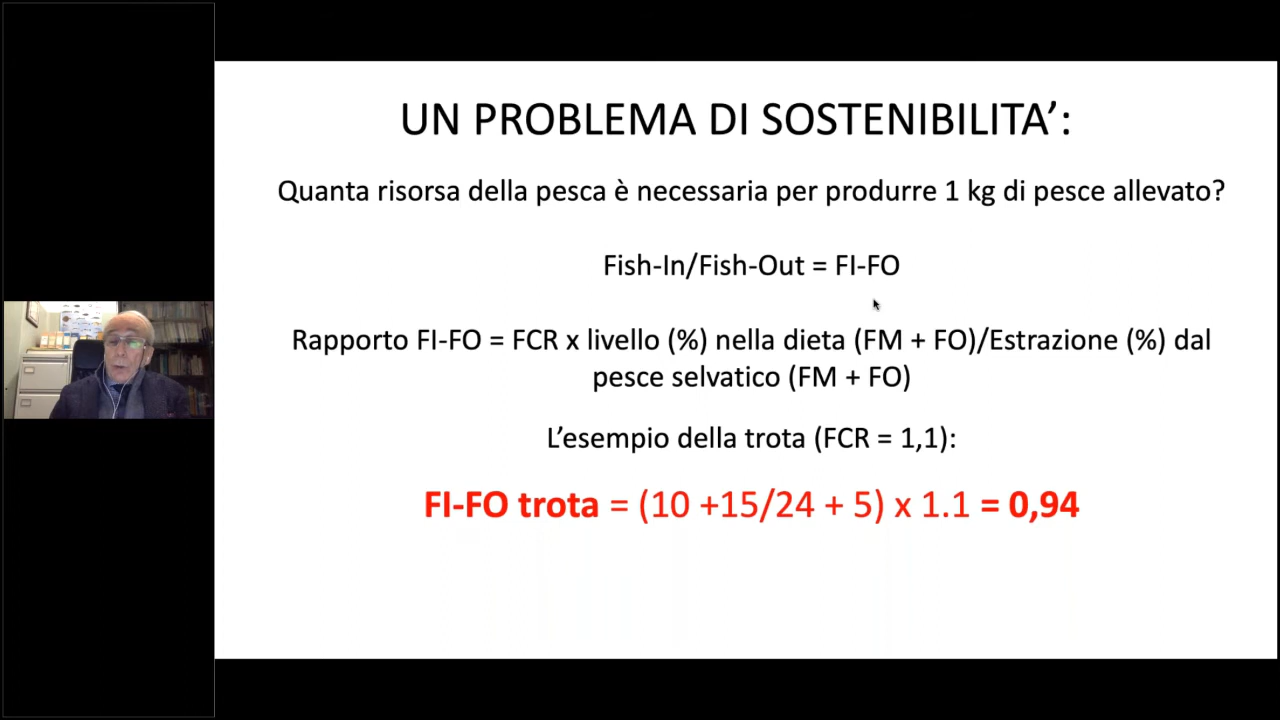 UN PROBLEMA DI SOSTENIBILITA’:
Quanta risorsa della pesca è necessaria per produrre 1 kg di pesce allevato?
Fish-In/Fish-Out = FI-FO
Rapporto FI-FO = FCR x livello (%) nella dieta (FM + FO)/Estrazione (%) dal
pesce selvatico (FM + FO)
L’esempio della trota (FCR = 1,1):
FI-FO trota = (10 +15/24 + 5) x 1.1 = 0,94